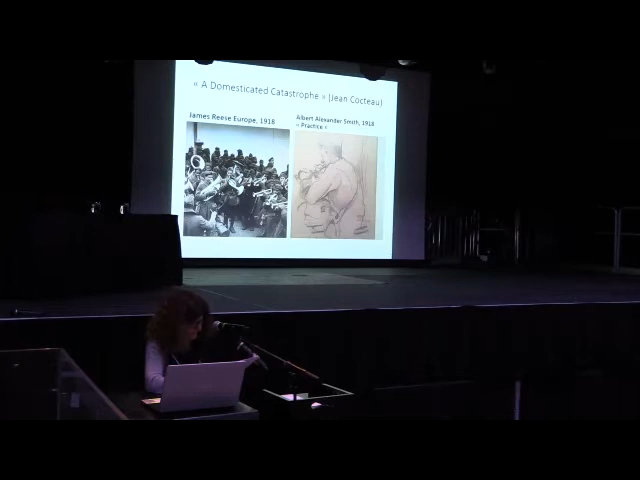 « A Domesticated Catastrophe » (Jean Cocteau)
James Reese Europe, 1918
Albert Alexander Smith, 1918
« Practice »